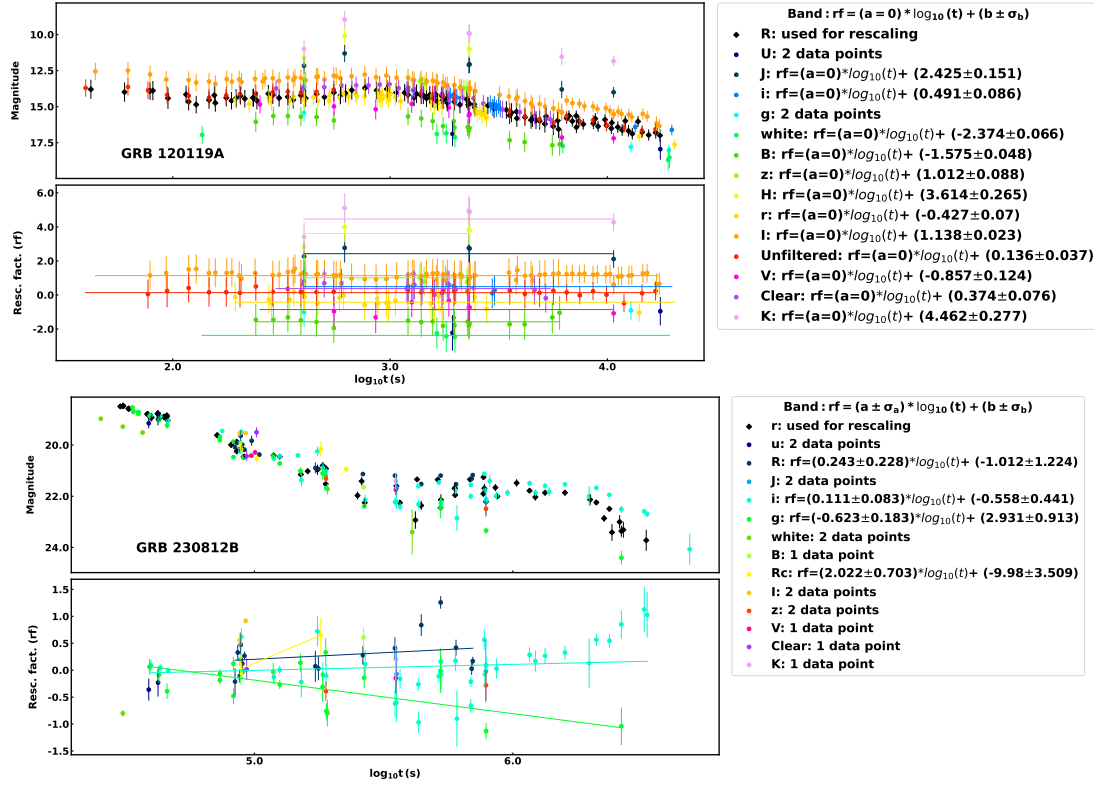 10.0
12.5
15.0
17.5
Magnitude
GRB 120119A
6.0
4.0
2.0
0.0
-2.0
Resc. fact. (rf)
2.0 3.0 4.0
log₁₀t (s)
Band : rf = (a = 0) * log₁₀ (t) + (b ± σ_b)
R: used for rescaling
U: 2 data points
J: rf=(a=0)*log₁₀(t)+ (2.425±0.151)
i: rf=(a=0)*log₁₀(t)+ (0.491±0.086)
g: 2 data points
white: rf=(a=0)*log₁₀(t)+ (-2.374±0.066)
B: rf=(a=0)*log₁₀(t)+ (-1.575±0.048)
z: rf=(a=0)*log₁₀(t)+ (1.012±0.088)
H: rf=(a=0)*log₁₀(t)+ (3.614±0.265)
r: rf=(a=0)*log₁₀(t)+ (-0.427±0.07)
I: rf=(a=0)*log₁₀(t)+ (1.138±0.023)
Unfiltered: rf=(a=0)*log₁₀(t)+ (0.136±0.037)
V: rf=(a=0)*log₁₀(t)+ (-0.857±0.124)
Clear: rf=(a=0)*log₁₀(t)+ (0.374±0.076)
K: rf=(a=0)*log₁₀(t)+ (4.462±0.277)
20.0
22.0
24.0
Magnitude
GRB 230812B
1.5
1.0
0.5
0.0
-0.5
-1.0
-1.5
Resc. fact. (rf)
5.0 6.0
log₁₀t (s)
Band : rf = (a ± σ_a) * log₁₀ (t) + (b ± σ_b)
r: used for rescaling
u: 2 data points
R: rf=(0.243±0.228)*log₁₀(t)+ (-1.012±1.224)
J: 2 data points
i: rf=(0.111±0.083)*log₁₀(t)+ (-0.558±0.441)
g: rf=(-0.623±0.183)*log₁₀(t)+ (2.931±0.913)
white: 2 data points
B: 1 data point
Rc: rf=(2.022±0.703)*log₁₀(t)+ (-9.98±3.509)
I: 2 data points
z: 2 data points
V: 1 data point
Clear: 1 data point
K: 1 data point